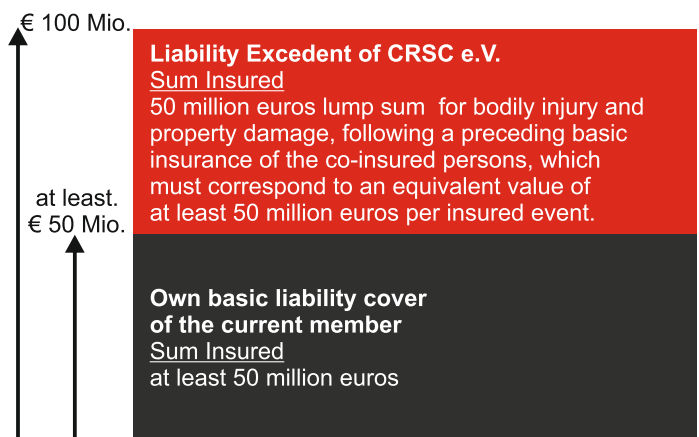 € 100 Mio.
Liability Excedent of CRSC e.V.
Sum Insured
50 million euros lump sum for bodily injury and
property damage, following a preceding basic
insurance of the co-insured persons, which
must correspond to an equivalent value of
at least 50 million euros per insured event.
at least.
€ 50 Mio.
Own basic liability cover
of the current member
Sum Insured
at least 50 million euros